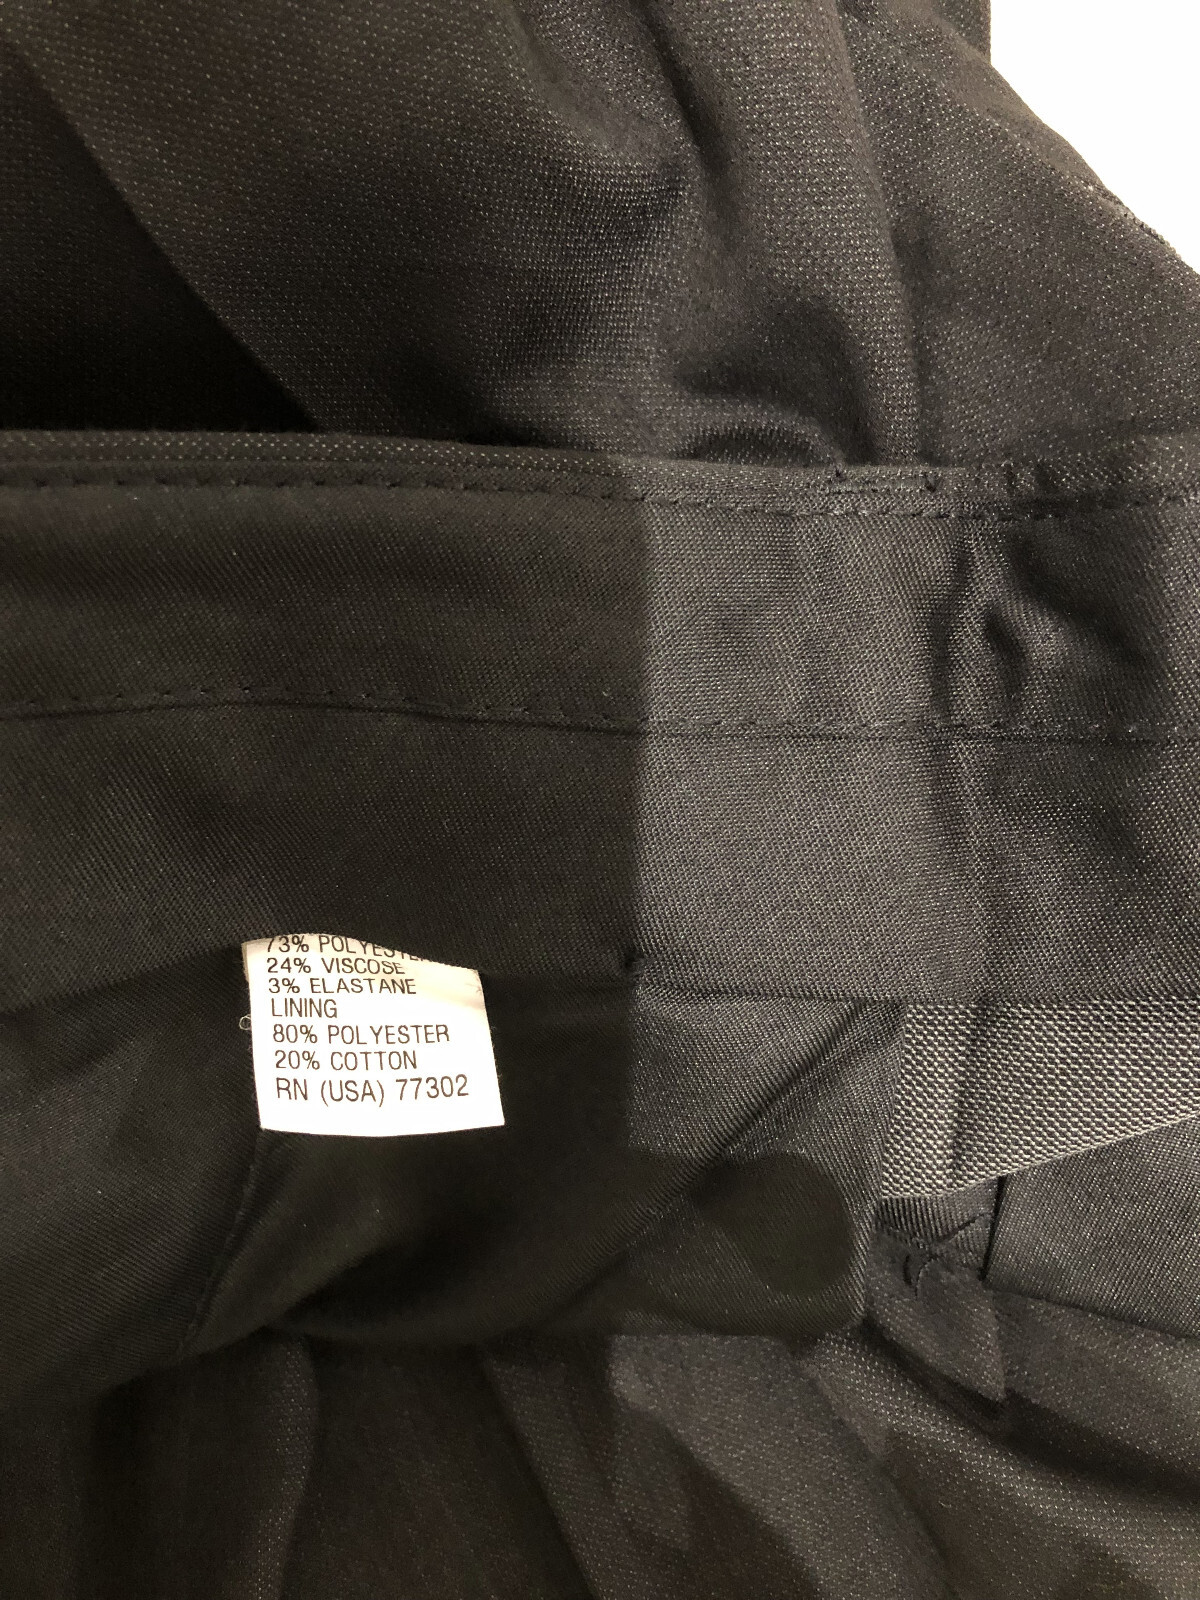 73% POLYESTER
24% VISCOSE
3% ELASTANE
LINING
80% POLYESTER
20% COTTON
RN (USA) 77302